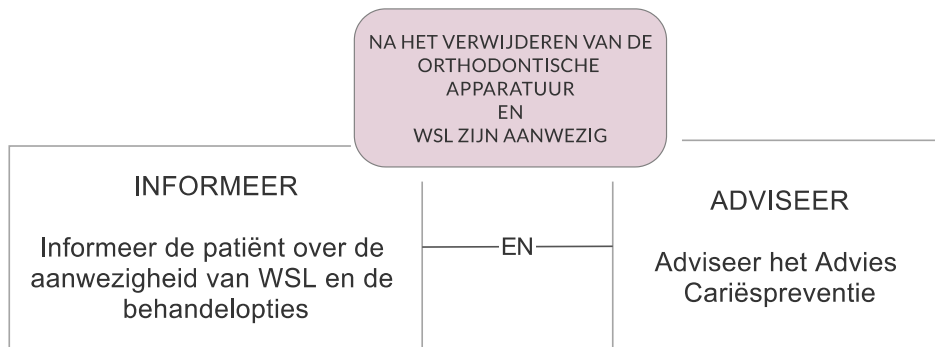 NA HET VERWIJDEREN VAN DE
ORTHODONTISCHE
APPARATUUR
EN
WSL ZIJN AANWEZIG
INFORMEER
Informeer de patiënt over de
aanwezigheid van WSL en de
behandelopties
EN
ADVISEER
Adviseer het Advies
Cariëspreventie